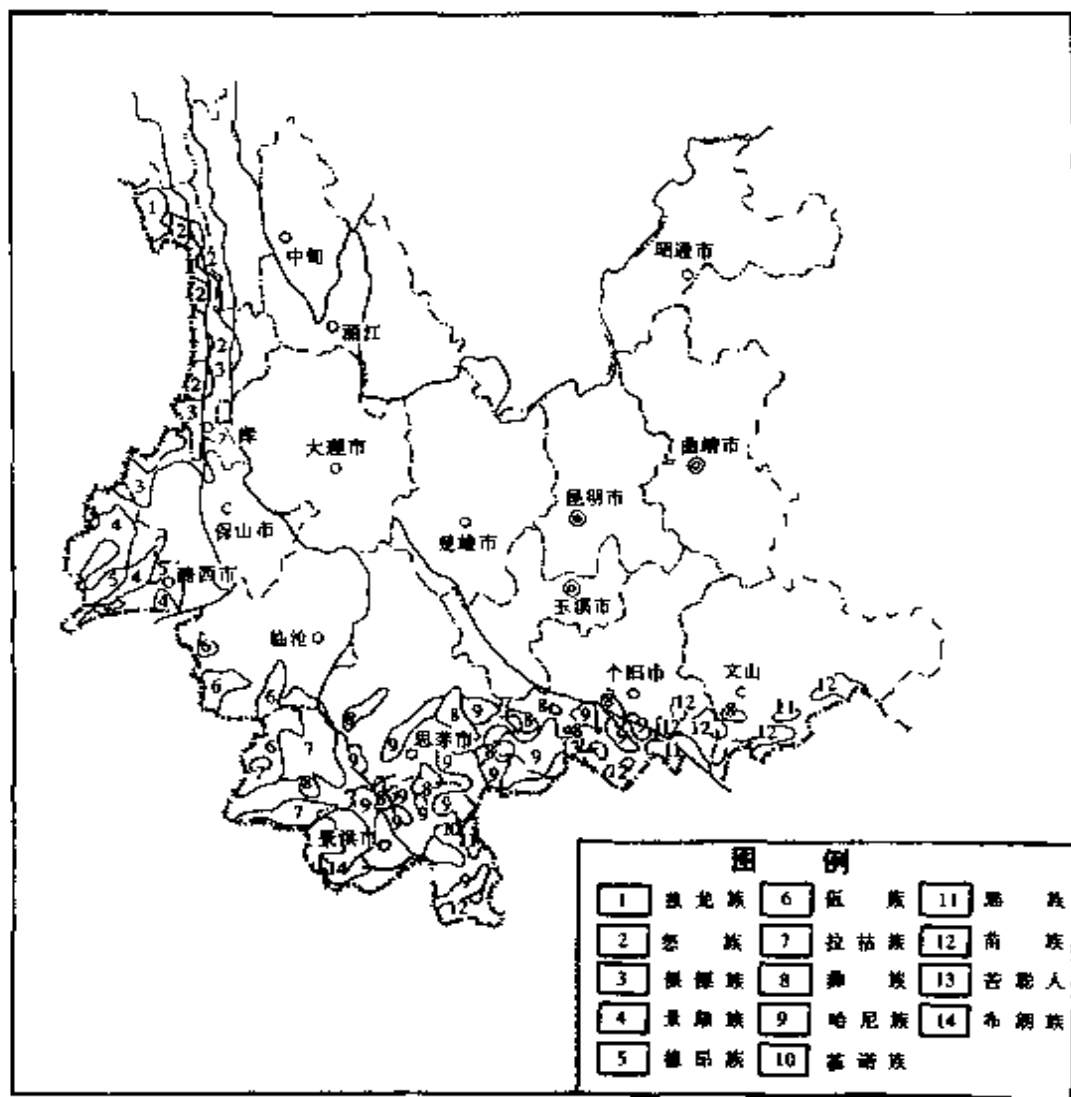 中甸
丽江
昭通市
六库
大理市
曲靖市
昆明市
保山市
楚雄市
潞西市
玉溪市
临沧
个旧市
文山
思茅市
景洪市
图 例
1 独龙族 6 佤族 11 瑶族
2 怒族 7 拉祜族 12 苗族
3 傈僳族 8 彝族 13 苦聪人
4 景颇族 9 哈尼族 14 布朗族
5 德昂族 10 基诺族